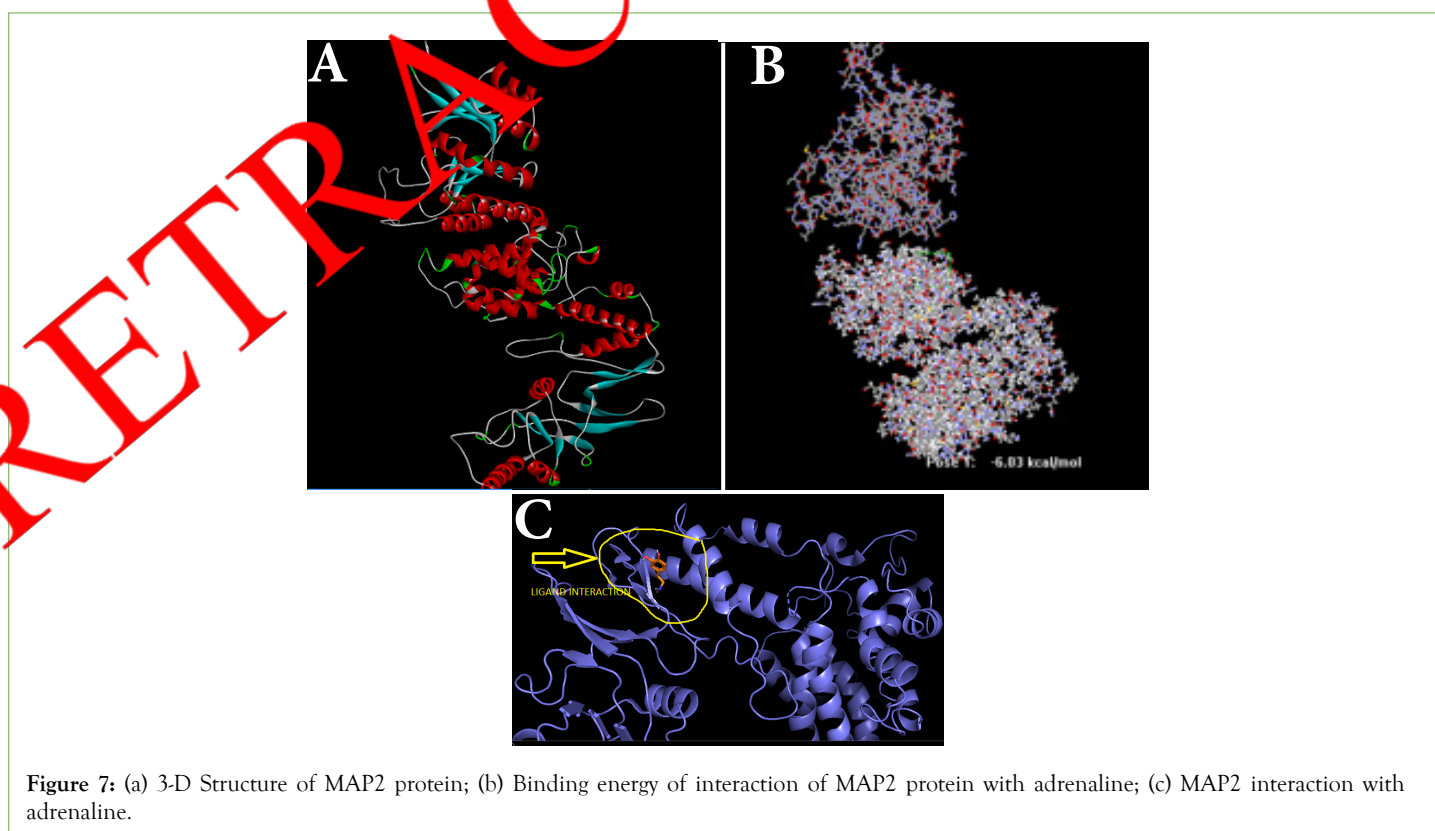 RETRAC
A
B
Pose 1: -6.03 kcal/mol
C
LIGAND INTERACTION
Figure 7: (a) 3-D Structure of MAP2 protein; (b) Binding energy of interaction of MAP2 protein with adrenaline; (c) MAP2 interaction with
adrenaline.